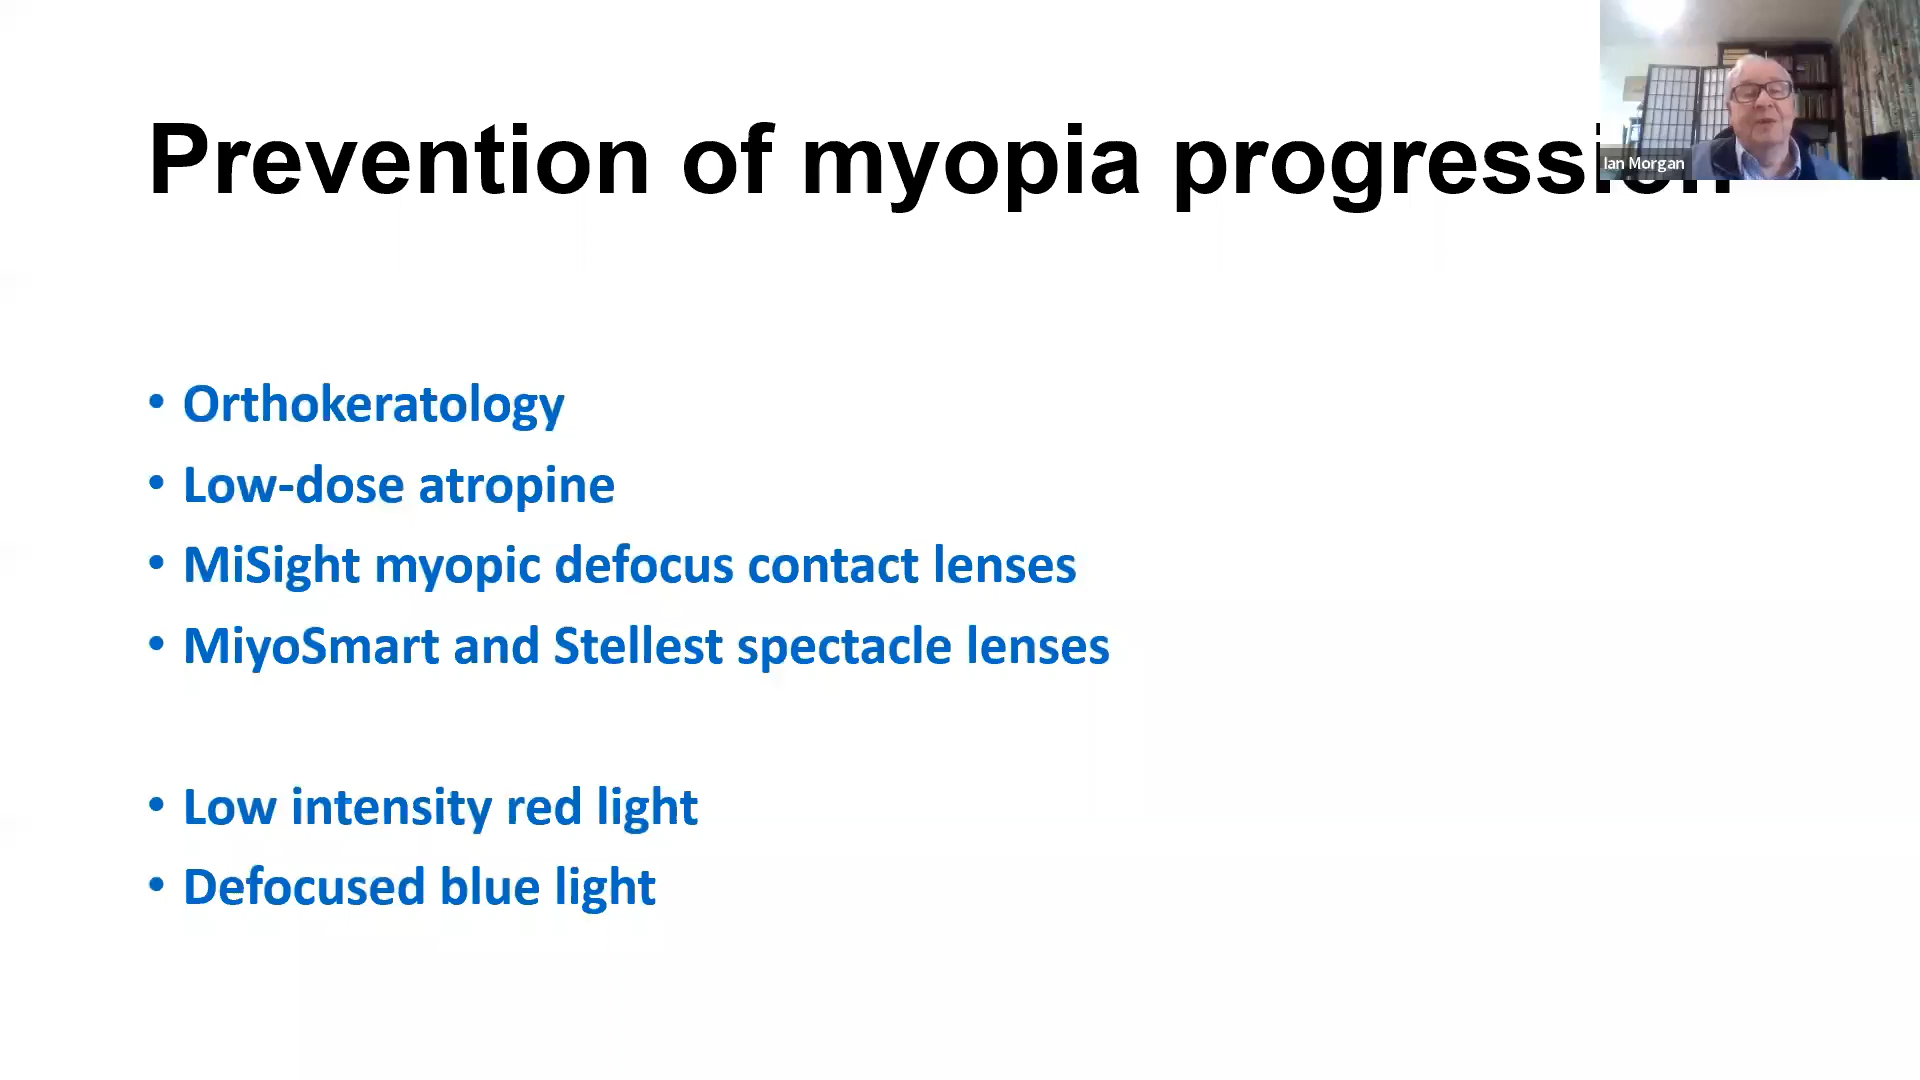 Prevention of myopia progression
Ian Morgan
• Orthokeratology
• Low-dose atropine
• MiSight myopic defocus contact lenses
• MiyoSmart and Stellest spectacle lenses
• Low intensity red light
• Defocused blue light